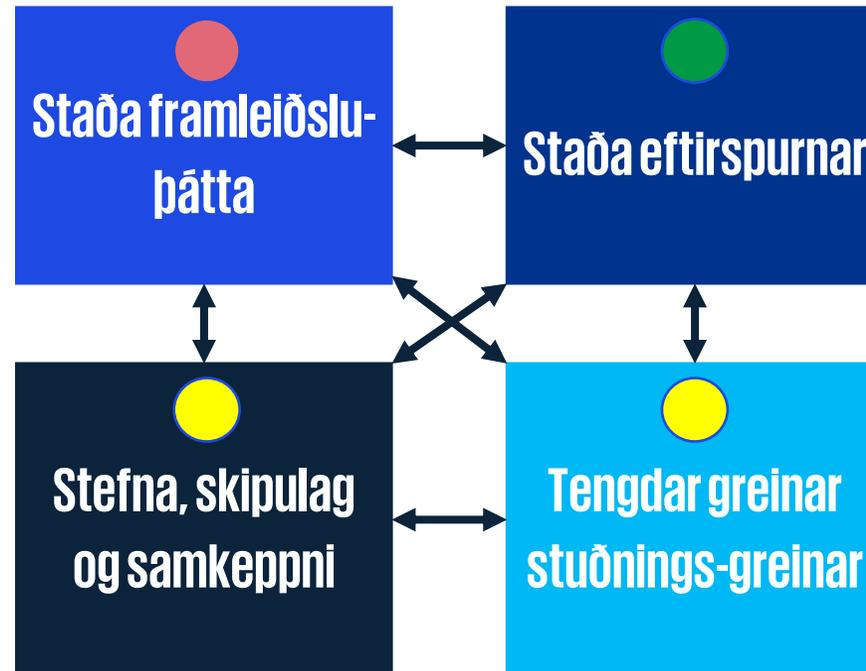 Staða framleiðslu-
þátta
Staða eftirspurnar
Stefna, skipulag
og samkeppni
Tengdar greinar
stuðnings-greinar